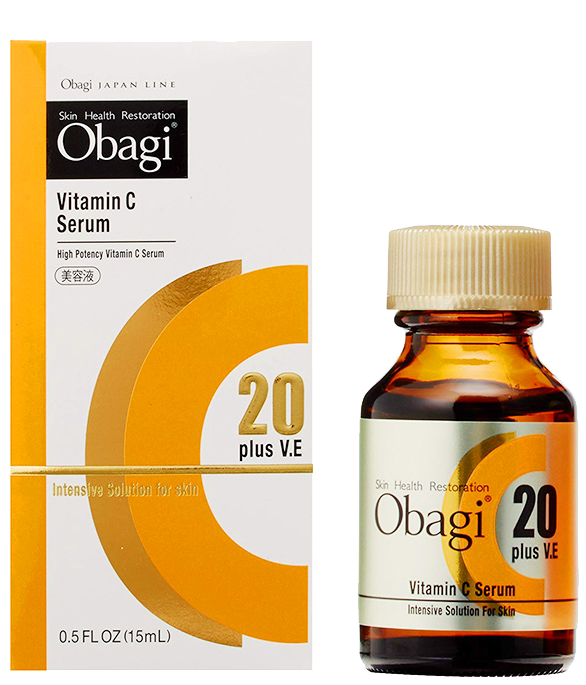 Obagi JAPAN LINE
Skin Health Restoration
Obagi®
Vitamin C
Serum
High Potency Vitamin C Serum
美容液
20
plus V.E
Intensive Solution for skin
0.5 FL OZ (15mL)
Skin Health Restoration
Obagi®
20
plus V.E
Vitamin C Serum
Intensive Solution For Skin